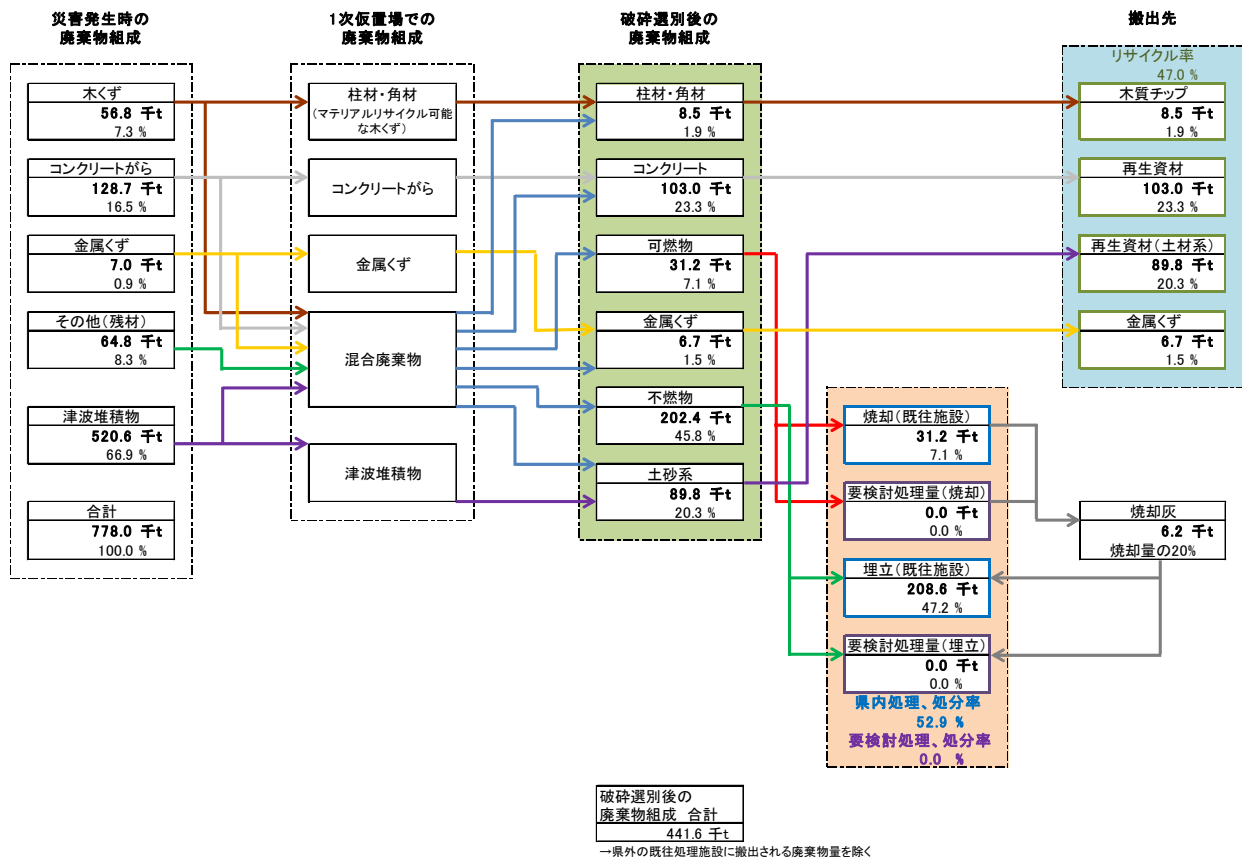 災害発生時の
廃棄物組成
木くず
56.8 千t
7.3 %
コンクリートがら
128.7 千t
16.5 %
金属くず
7.0 千t
0.9 %
その他(残材)
64.8 千t
8.3 %
津波堆積物
520.6 千t
66.9 %
合計
778.0 千t
100.0 %
1次仮置場での
廃棄物組成
柱材・角材
(マテリアルリサイクル可能
な木くず)
コンクリートがら
金属くず
混合廃棄物
津波堆積物
破砕選別後の
廃棄物組成
柱材・角材
8.5 千t
1.9 %
コンクリート
103.0 千t
23.3 %
可燃物
31.2 千t
7.1 %
金属くず
6.7 千t
1.5 %
不燃物
202.4 千t
45.8 %
土砂系
89.8 千t
20.3 %
搬出先
リサイクル率
47.0 %
木質チップ
8.5 千t
1.9 %
再生資材
103.0 千t
23.3 %
再生資材(土材系)
89.8 千t
20.3 %
金属くず
6.7 千t
1.5 %
焼却(既往施設)
31.2 千t
7.1 %
要検討処理量(焼却)
0.0 千t
0.0 %
埋立(既往施設)
208.6 千t
47.2 %
要検討処理量(埋立)
0.0 千t
0.0 %
県内処理、処分率
52.9 %
要検討処理、処分率
0.0 %
焼却灰
6.2 千t
焼却量の20%
破砕選別後の
廃棄物組成 合計
441.6 千t
→県外の既往処理施設に搬出される廃棄物量を除く